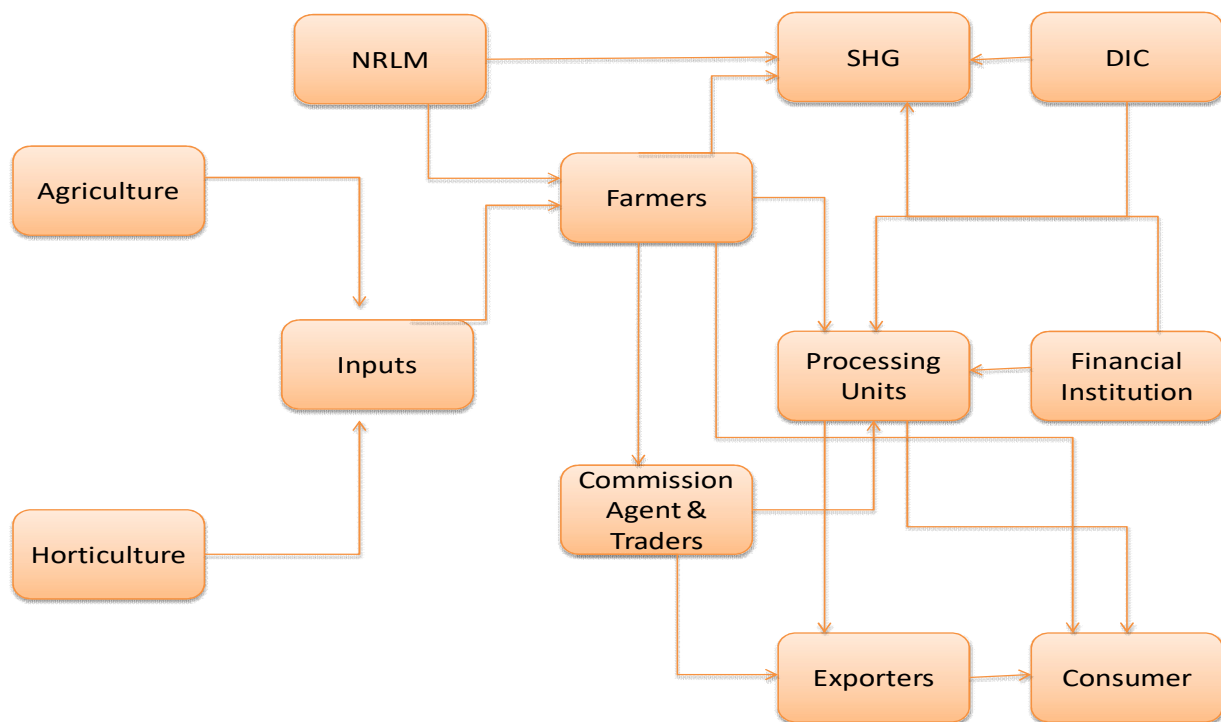 NRLM
SHG
DIC
Agriculture
Farmers
Inputs
Processing
Units
Financial
Institution
Commission
Agent &
Traders
Horticulture
Exporters
Consumer